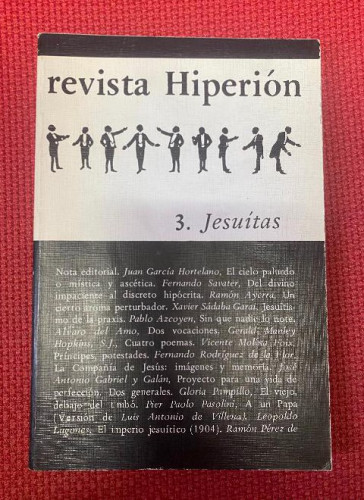 revista Hiperión
3. Jesuítas
Nota editorial. Juan García Hortelano, El cielo palurdo
o mística y ascética. Fernando Savater, Del divino
impaciente al discreto hipócrita. Ramón Ayerra, Un
cierto aroma perturbador. Xavier Sádaba Garai, Jesuitis-
mo de la praxis. Pablo Azcoyen, Sin que nadie lo note.
Alvaro del Amo, Dos vocaciones. Gerald Manley
Hopkins, S.J., Cuatro poemas. Vicente Molina Foix,
Príncipes, potestades. Fernando Rodríguez de la Flor,
La Compañía de Jesús: imágenes y memoria. José
Antonio Gabriel y Galán, Proyecto para una vida de
perfección. Dos generales. Gloria Pampillo, El viejo,
debajo del ombú. Pier Paolo Pasolini, A un Papa
[Versión de Luis Antonio de Villena]. Leopoldo
Lugones, El imperio jesuítico (1904). Ramón Pérez de